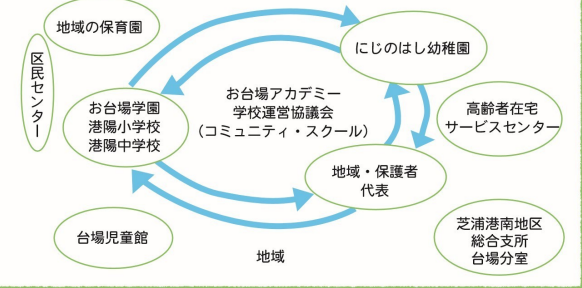 地域の保育園
区民センター
にじのはし幼稚園
お台場アカデミー
学校運営協議会
（コミュニティ・スクール）
お台場学園
港陽小学校
港陽中学校
高齢者在宅
サービスセンター
地域・保護者
代表
台場児童館
地域
芝浦港南地区
総合支所
台場分室